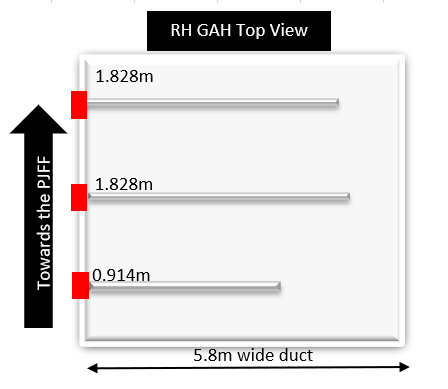 RH GAH Top View
1.828m
Towards the PJFF
1.828m
0.914m
5.8m wide duct